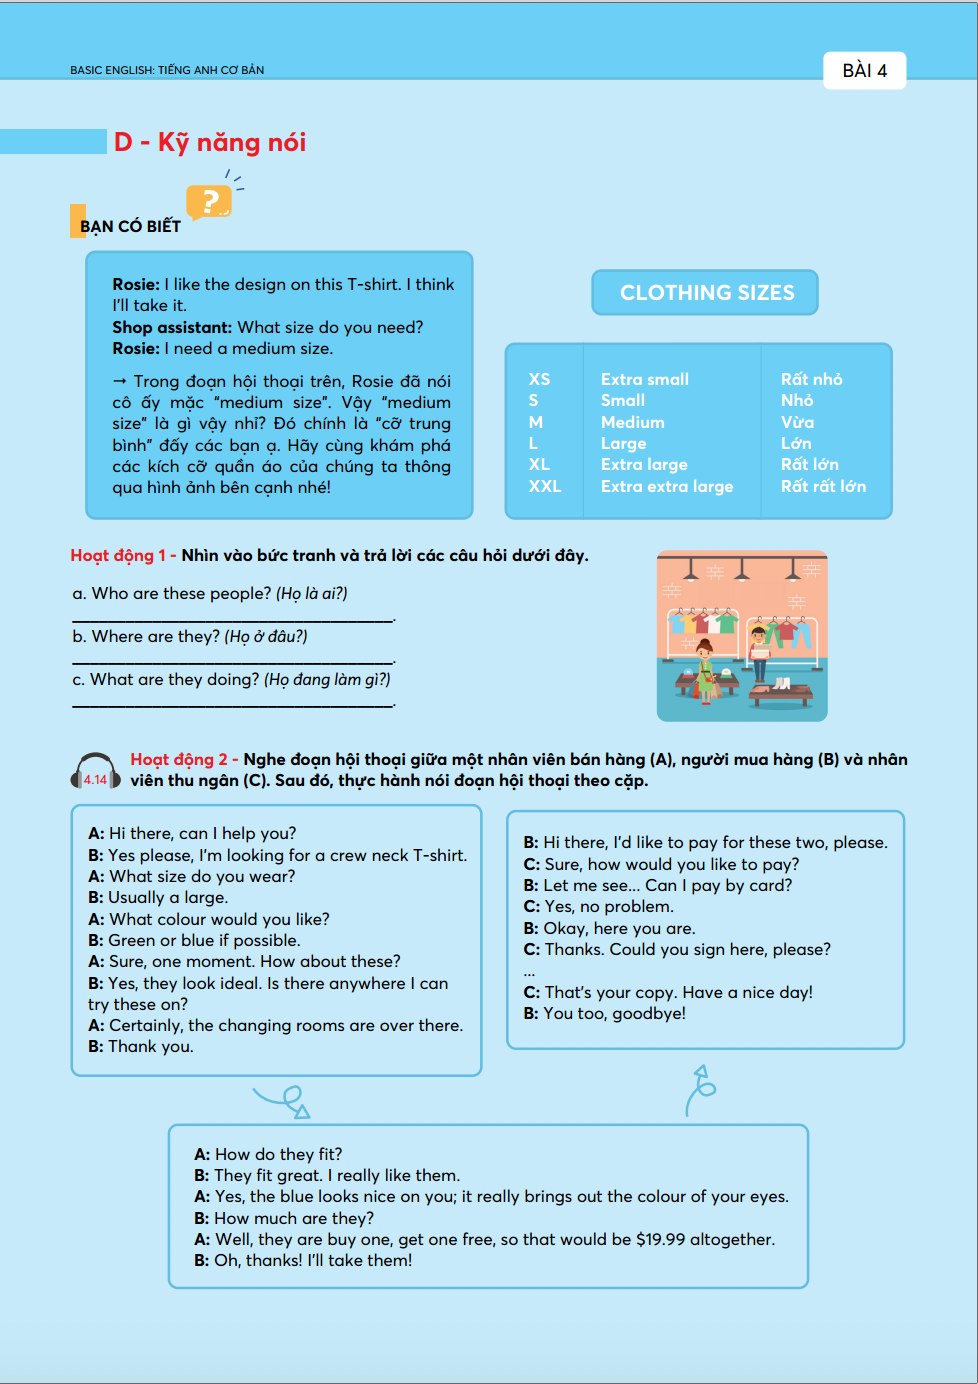 BASIC ENGLISH: TIẾNG ANH CƠ BẢN
BÀI 4
D - Kỹ năng nói
?
BẠN CÓ BIẾT
Rosie: I like the design on this T-shirt. I think
I'll take it.
Shop assistant: What size do you need?
Rosie: I need a medium size.
→ Trong đoạn hội thoại trên, Rosie đã nói
cô ấy mặc “medium size”. Vậy “medium
size” là gì vậy nhỉ? Đó chính là “cỡ trung
bình” đấy các bạn ạ. Hãy cùng khám phá
các kích cỡ quần áo của chúng ta thông
qua hình ảnh bên cạnh nhé!
CLOTHING SIZES
XS Extra small Rất nhỏ
S Small Nhỏ
M Medium Vừa
L Large Lớn
XL Extra large Rất lớn
XXL Extra extra large Rất rất lớn
Hoạt động 1 - Nhìn vào bức tranh và trả lời các câu hỏi dưới đây.
a. Who are these people? (Họ là ai?)
____________________.
b. Where are they? (Họ ở đâu?)
____________________.
c. What are they doing? (Họ đang làm gì?)
____________________.
4.14
Hoạt động 2 - Nghe đoạn hội thoại giữa một nhân viên bán hàng (A), người mua hàng (B) và nhân
viên thu ngân (C). Sau đó, thực hành nói đoạn hội thoại theo cặp.
A: Hi there, can I help you?
B: Yes please, I'm looking for a crew neck T-shirt.
A: What size do you wear?
B: Usually a large.
A: What colour would you like?
B: Green or blue if possible.
A: Sure, one moment. How about these?
B: Yes, they look ideal. Is there anywhere I can
try these on?
A: Certainly, the changing rooms are over there.
B: Thank you.
A: How do they fit?
B: They fit great. I really like them.
A: Yes, the blue looks nice on you; it really brings out the colour of your eyes.
B: How much are they?
A: Well, they are buy one, get one free, so that would be $19.99 altogether.
B: Oh, thanks! I'll take them!
B: Hi there, I'd like to pay for these two, please.
C: Sure, how would you like to pay?
B: Let me see... Can I pay by card?
C: Yes, no problem.
B: Okay, here you are.
C: Thanks. Could you sign here, please?
...
C: That's your copy. Have a nice day!
B: You too, goodbye!